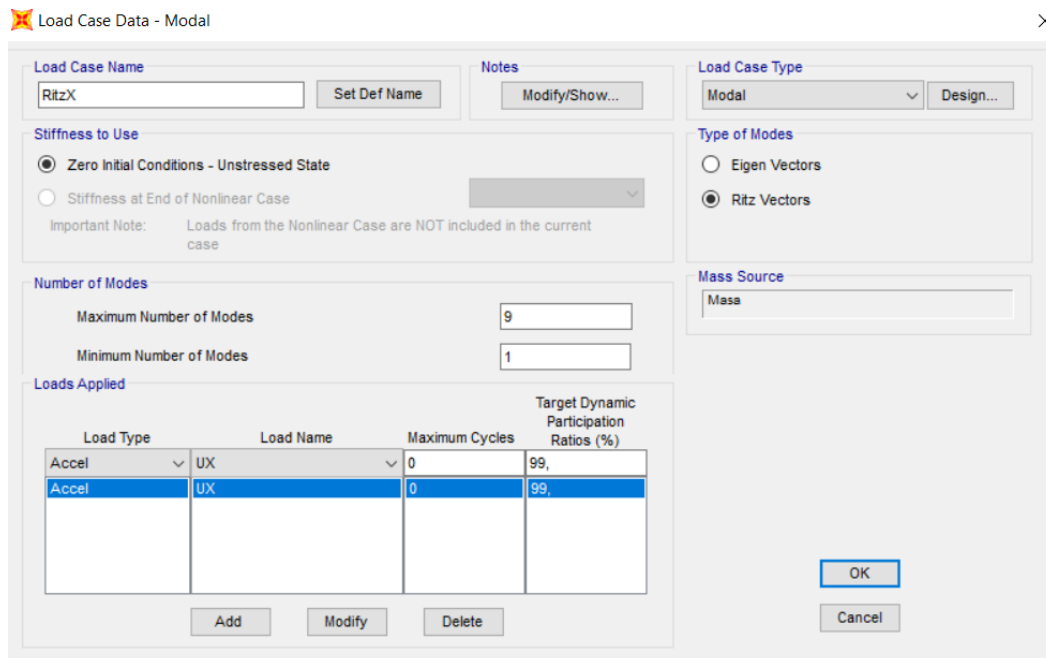 Load Case Data - Modal
Load Case Name
RitzX
Set Def Name
Notes
Modify/Show...
Load Case Type
Modal
Design...
Stiffness to Use
Zero Initial Conditions - Unstressed State
Stiffness at End of Nonlinear Case
Important Note: Loads from the Nonlinear Case are NOT included in the current
case
Type of Modes
Eigen Vectors
Ritz Vectors
Number of Modes
Maximum Number of Modes 9
Minimum Number of Modes 1
Mass Source
Masa
Loads Applied
Target Dynamic
Participation
Load Type Load Name Maximum Cycles Ratios (%)
Accel UX 0 99,
Accel UX 0 99,
Add Modify Delete
OK
Cancel